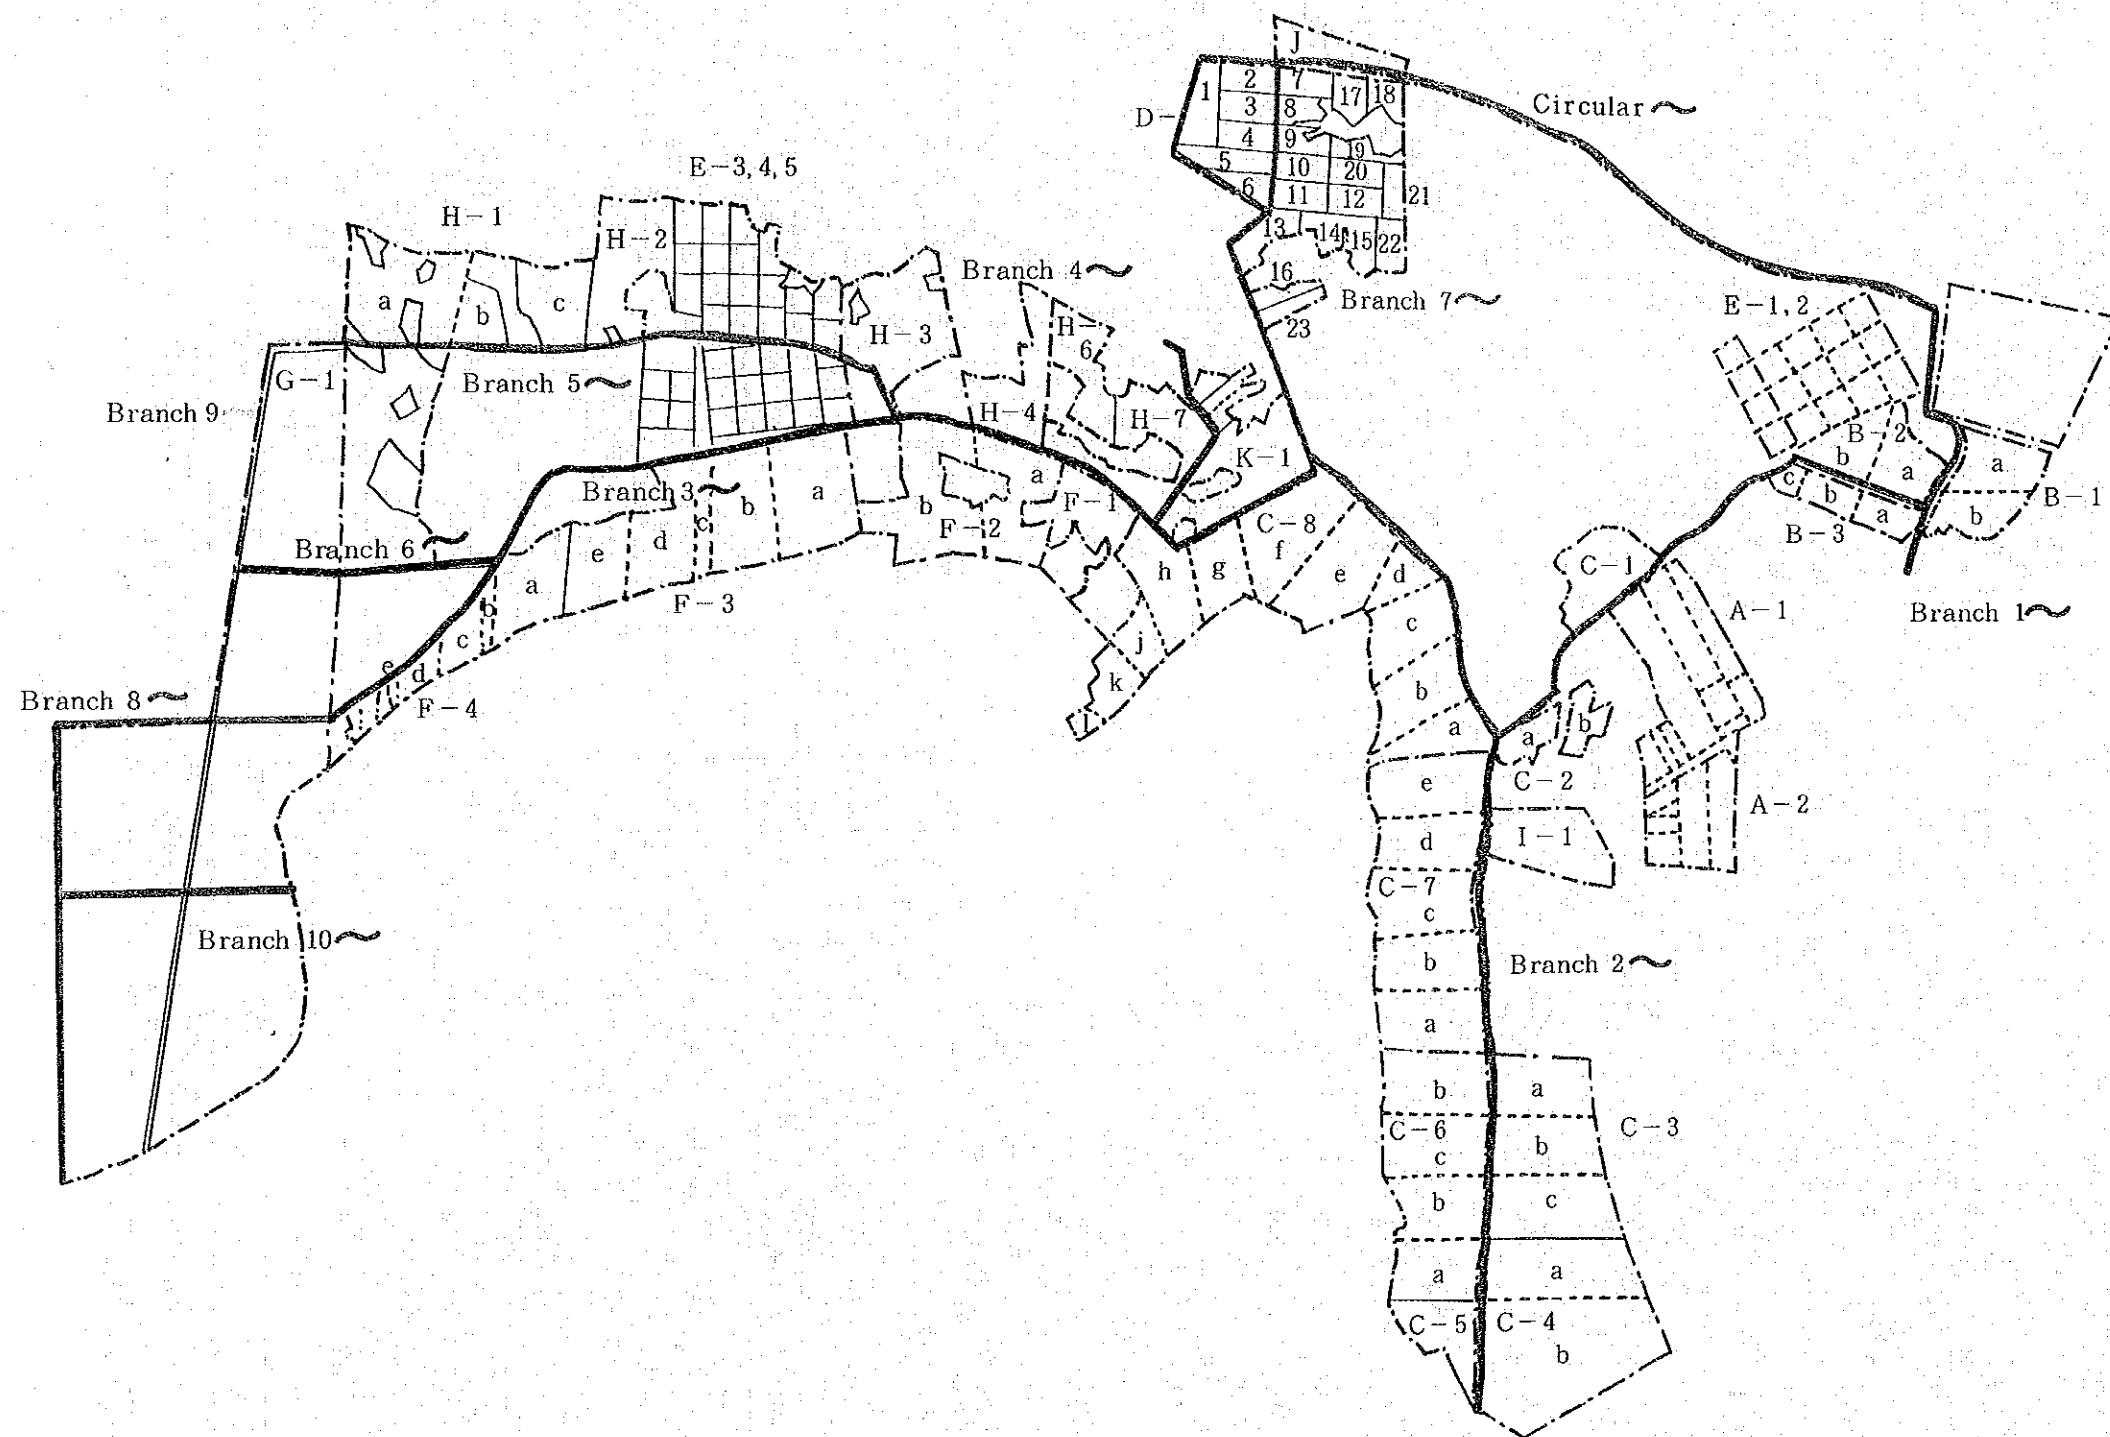 J
1
2
7
17
18
3
8
D-
Circular~
4
9
19
E-3,4,5
5
10
20
6
11
12
21
H-1
H-2
13
14
15
22
Branch 4~
16
Branch 7~
23
a
b
c
H-3
H-
6
E-1,2
G-1
Branch 5~
Branch 9
H-4
H-7
B-2
b
a
a
K-1
c
b
a
b
B-1
B-3
Branch 3~
a
F-1
c
b
a
b
F-2
C-8
f
Branch 6~
a
e
d
h
g
e
d
C-1
F-3
b
A-1
Branch 1~
c
c
j
k
l
e
d
F-4
Branch 8~
b
a
a
b
C-2
e
A-2
d
I-1
C-7
c
Branch 10~
b
Branch 2~
a
b
a
C-6
c
b
C-3
b
c
a
a
C-5
C-4
b